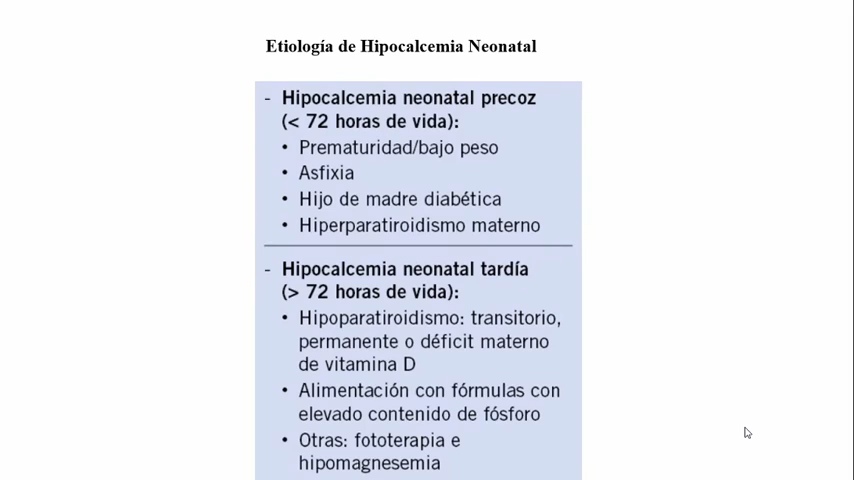 Etiología de Hipocalcemia Neonatal
- Hipocalcemia neonatal precoz
(< 72 horas de vida):
• Prematuridad/bajo peso
• Asfixia
• Hijo de madre diabética
• Hiperparatiroidismo materno
- Hipocalcemia neonatal tardía
(> 72 horas de vida):
• Hipoparatiroidismo: transitorio,
permanente o déficit materno
de vitamina D
• Alimentación con fórmulas con
elevado contenido de fósforo
• Otras: fototerapia e
hipomagnesemia